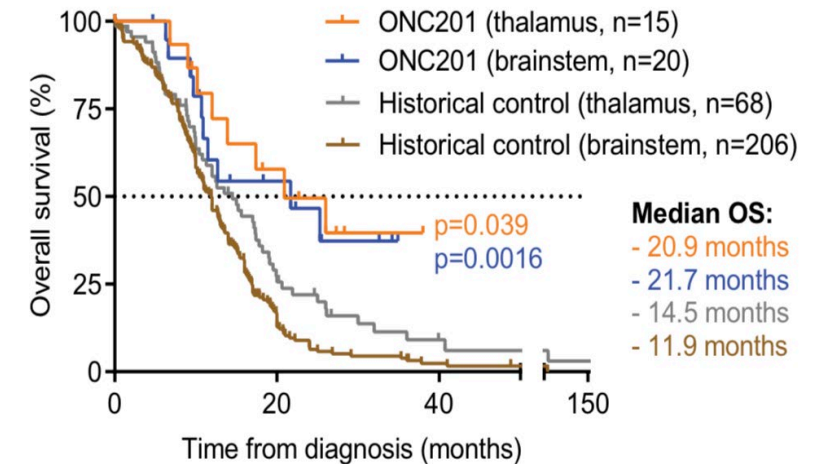 ONC201 (thalamus, n=15)
ONC201 (brainstem, n=20)
Historical control (thalamus, n=68)
Historical control (brainstem, n=206)
Overall survival (%)
100
75
50
25
0
p=0.039
p=0.0016
Median OS:
- 20.9 months
- 21.7 months
- 14.5 months
- 11.9 months
0
20
40
150
Time from diagnosis (months)